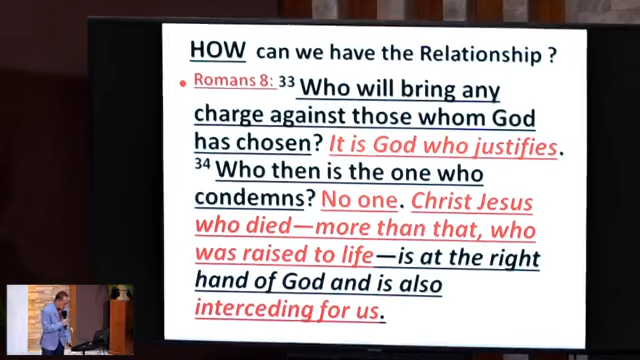 HOW can we have the Relationship ?
• Romans 8: 33 Who will bring any
charge against those whom God
has chosen? It is God who justifies.
34 Who then is the one who
condemns? No one. Christ Jesus
who died—more than that, who
was raised to life—is at the right
hand of God and is also
interceding for us.